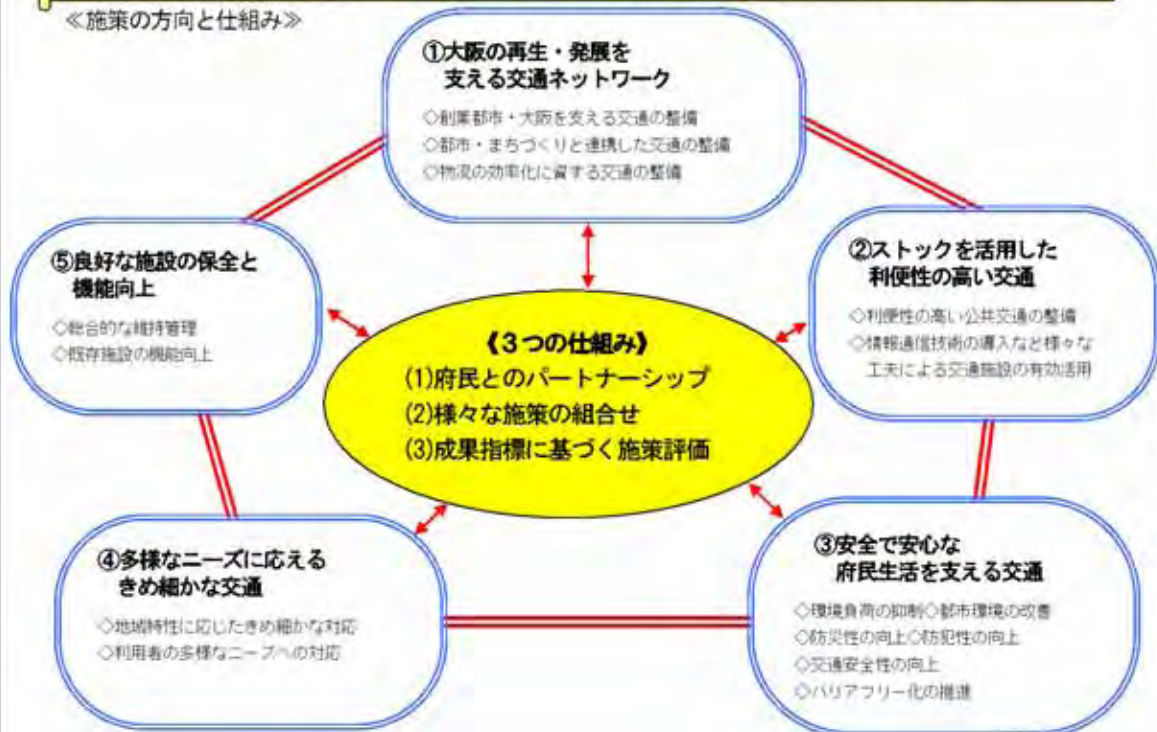 ≪施策の方向と仕組み≫
①大阪の再生・発展を
支える交通ネットワーク
◇創業都市・大阪を支える交通の整備
◇都市・まちづくりと連携した交通の整備
◇物流の効率化に資する交通の整備
②ストックを活用した
利便性の高い交通
◇利便性の高い公共交通の整備
◇情報通信技術の導入など様々な
工夫による交通施設の有効活用
③安全で安心な
府民生活を支える交通
◇環境負荷の抑制◇都市環境の改善
◇防災性の向上◇防犯性の向上
◇交通安全性の向上
◇バリアフリー化の推進
④多様なニーズに応える
きめ細かな交通
◇地域特性に応じたきめ細かな対応
◇利用者の多様なニーズへの対応
⑤良好な施設の保全と
機能向上
◇総合的な維持管理
◇既存施設の機能向上
《3つの仕組み》
(1)府民とのパートナーシップ
(2)様々な施策の組合せ
(3)成果指標に基づく施策評価